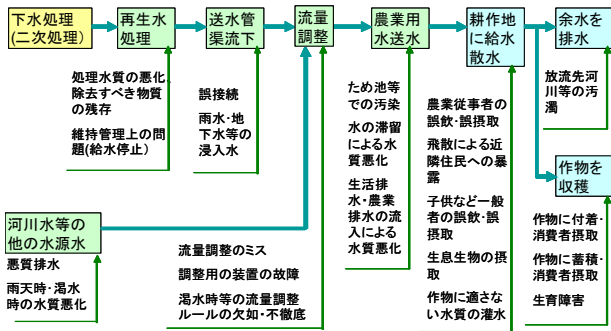 下水処理
(二次処理)
再生水
処理
送水管
渠流下
流量
調整
農業用
水送水
耕作地
に給水
散水
余水を
排水
処理水質の悪化、
除去すべき物質
の残存
維持管理上の問
題(給水停止)
誤接続
雨水・地
下水等の
浸入水
ため池等
での汚染
水の滞留
による水
質悪化
生活排
水・農業
排水の流
入による
水質悪化
農業従事者の
誤飲・誤摂取
飛散による近
隣住民への暴
露
子供など一般
者の誤飲・誤
摂取
生息生物の摂
取
作物に適さ
ない水質の灌水
放流先河
川等の汚
濁
作物を
収穫
作物に付着・
消費者摂取
作物に蓄積・
消費者摂取
生育障害
河川水等の
他の水源水
悪質排水
雨天時・渇水
時の水質悪化
流量調整のミス
調整用の装置の故障
渇水時等の流量調整
ルールの欠如・不徹底